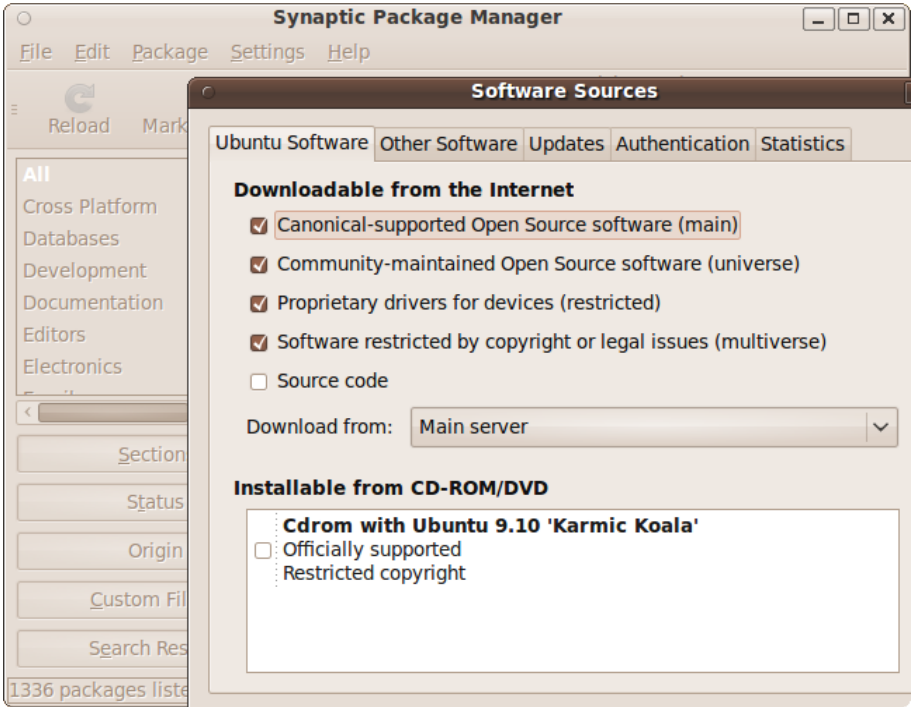 Synaptic Package Manager
File Edit Package Settings Help
Reload Mark
Software Sources
All
Cross Platform
Databases
Development
Documentation
Editors
Electronics
Section
Status
Origin
Custom Fil
Search Res
1336 packages liste
Ubuntu Software Other Software Updates Authentication Statistics
Downloadable from the Internet
Canonical-supported Open Source software (main)
Community-maintained Open Source software (universe)
Proprietary drivers for devices (restricted)
Software restricted by copyright or legal issues (multiverse)
Source code
Download from: Main server
Installable from CD-ROM/DVD
Cdrom with Ubuntu 9.10 'Karmic Koala'
Officially supported
Restricted copyright